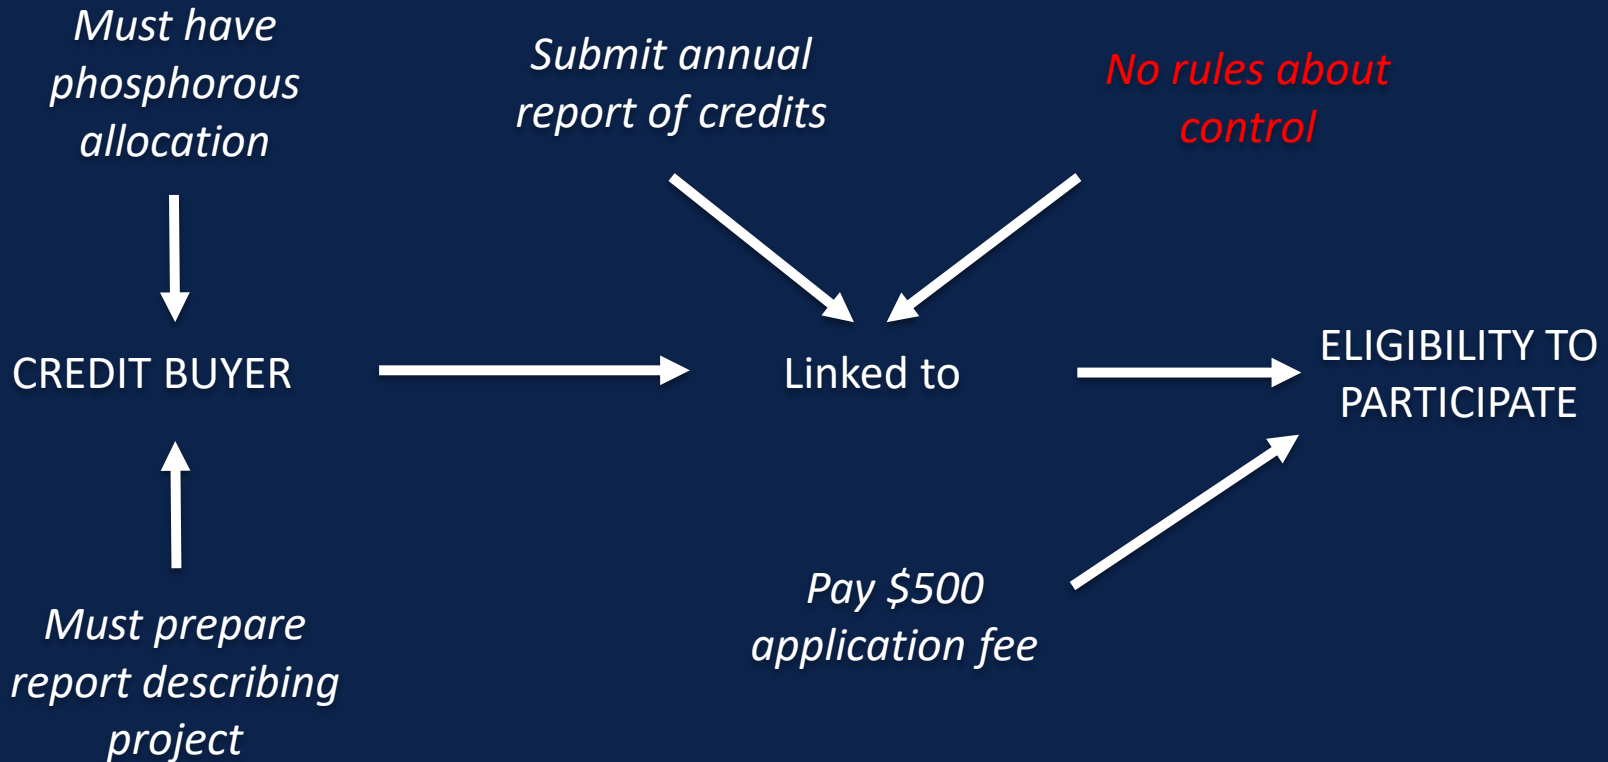 Must have
phosphorous
allocation
Submit annual
report of credits
No rules about
control
CREDIT BUYER
Linked to
ELIGIBILITY TO
PARTICIPATE
Must prepare
report describing
project
Pay $500
application fee